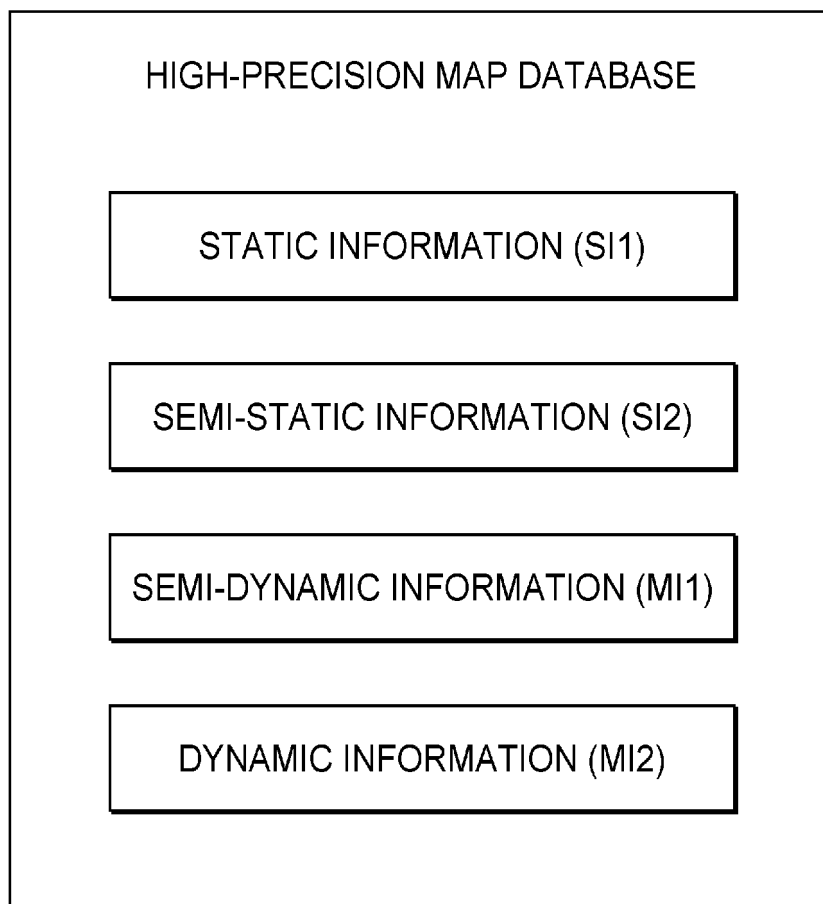 HIGH-PRECISION MAP DATABASE
STATIC INFORMATION (SI1)
SEMI-STATIC INFORMATION (SI2)
SEMI-DYNAMIC INFORMATION (MI1)
DYNAMIC INFORMATION (MI2)